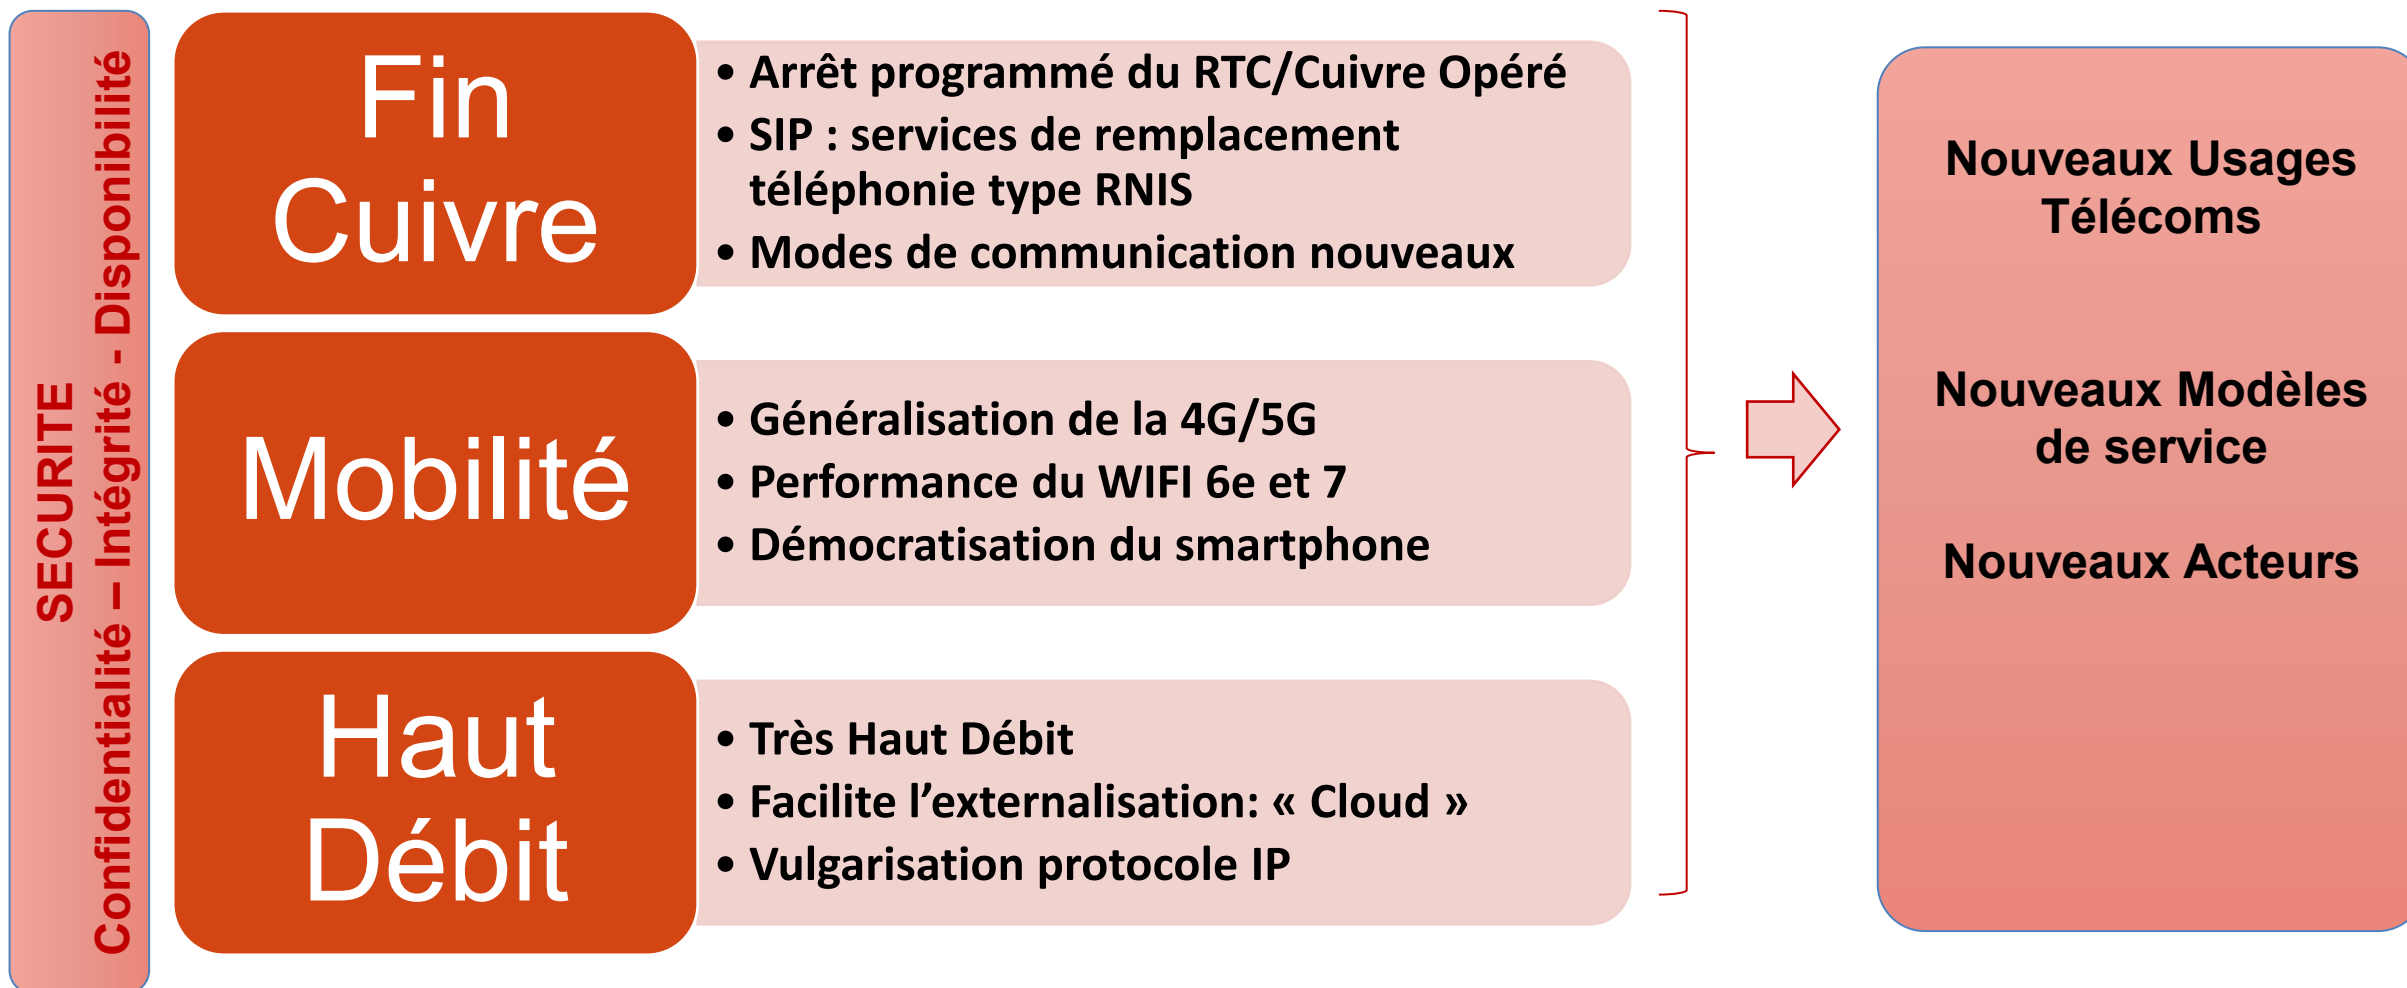 SECURITE
Confidentialité – Intégrité - Disponibilité
Fin
Cuivre
• Arrêt programmé du RTC/Cuivre Opéré
• SIP : services de remplacement
téléphonie type RNIS
• Modes de communication nouveaux
Mobilité
• Généralisation de la 4G/5G
• Performance du WIFI 6e et 7
• Démocratisation du smartphone
Haut
Débit
• Très Haut Débit
• Facilite l’externalisation: « Cloud »
• Vulgarisation protocole IP
Nouveaux Usages
Télécoms
Nouveaux Modèles
de service
Nouveaux Acteurs